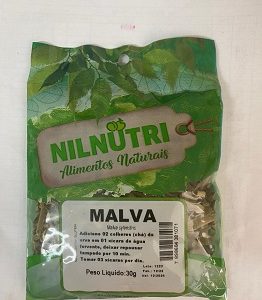 NILNUTRI
Alimentos Naturais
MALVA
Malva sylvestris
Adicione 02 colheres (chá) da
erva em 01 xícara de água
fervente, deixar repousar
tampado por 10 min.
Tomar 03 xícaras por dia.
Peso Líquido:30g